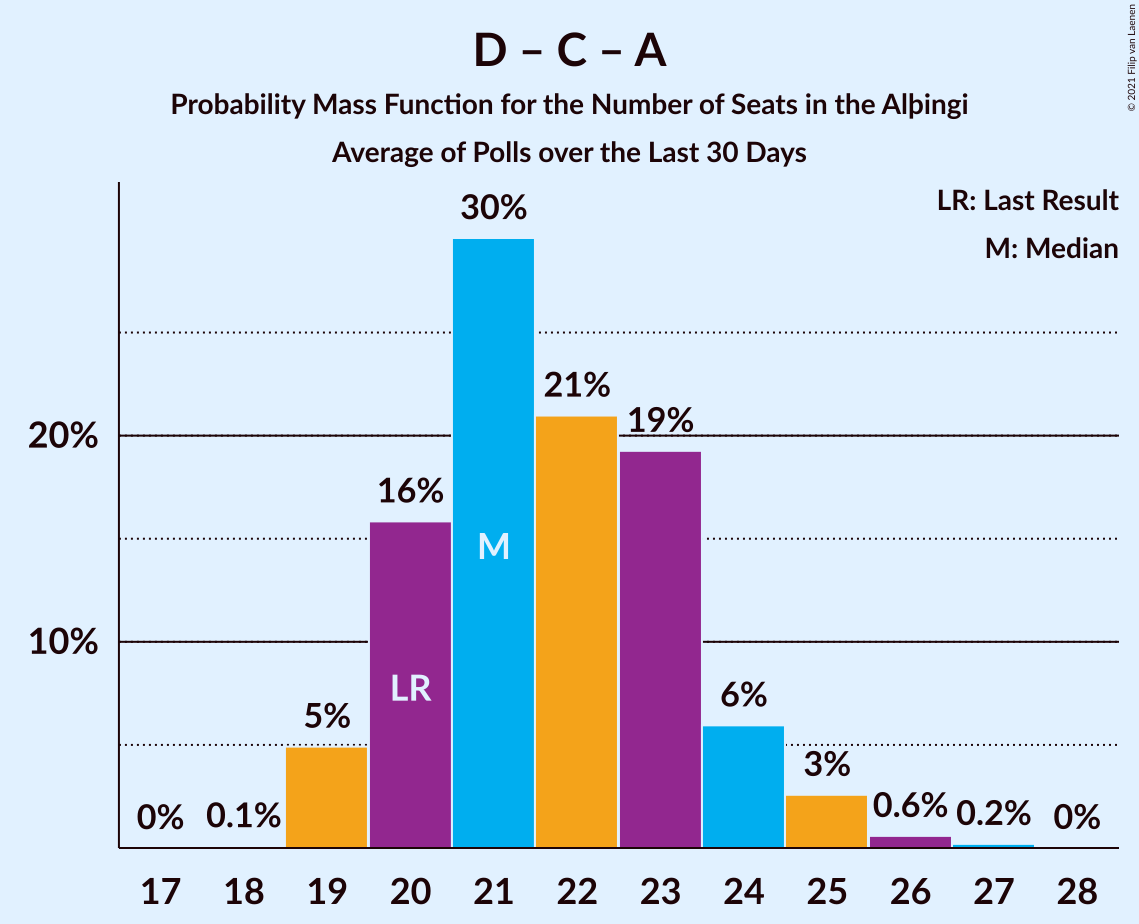 D – C – A
Probability Mass Function for the Number of Seats in the Alþingi
Average of Polls over the Last 30 Days
© 2021 Filip van Laenen
LR: Last Result
M: Median
30%
21%
20%
19%
16%
M
10%
LR
6%
5%
3%
0%
0.1%
0.6%
0.2%
0%
17 18 19 20 21 22 23 24 25 26 27 28